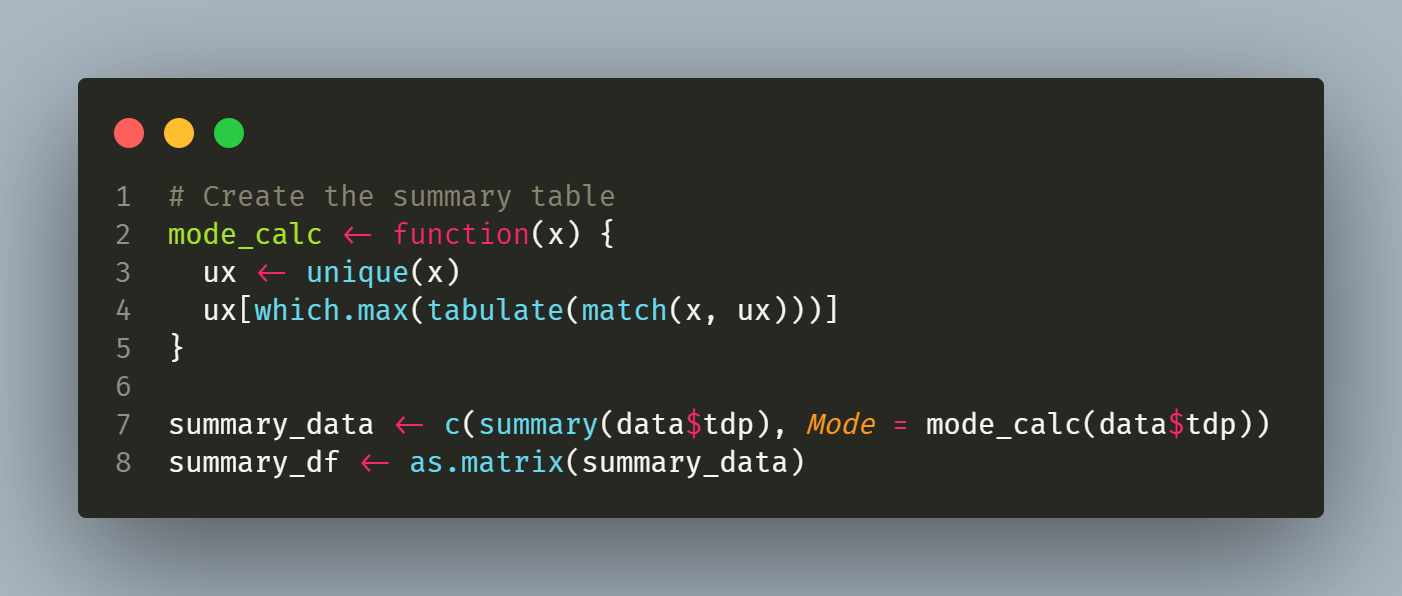 1 # Create the summary table
2 mode_calc <- function(x) {
3   ux <- unique(x)
4   ux[which.max(tabulate(match(x, ux)))]
5 }
6
7 summary_data <- c(summary(data$tdp), Mode = mode_calc(data$tdp))
8 summary_df <- as.matrix(summary_data)